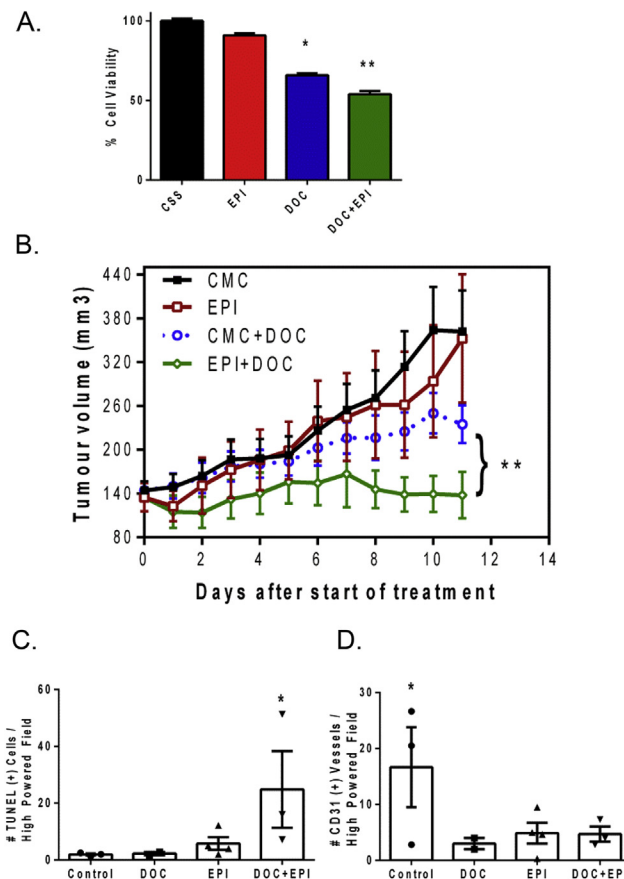 A.
% Cell Viability
100
50
0
*
**
CSS
EPI
DOC
DOC+EPI
B.
Tumour volume (mm3)
440
380
320
260
200
140
80
CMC
EPI
CMC+DOC
EPI+DOC
**
0 2 4 6 8 10 12 14
Days after start of treatment
C.
# TUNEL (+) Cells /
High Powered Field
60
40
20
0
*
Control DOC EPI DOC+EPI
D.
# CD31 (+) Vessels /
High Powered Field
30
20
10
0
*
Control DOC EPI DOC+EP